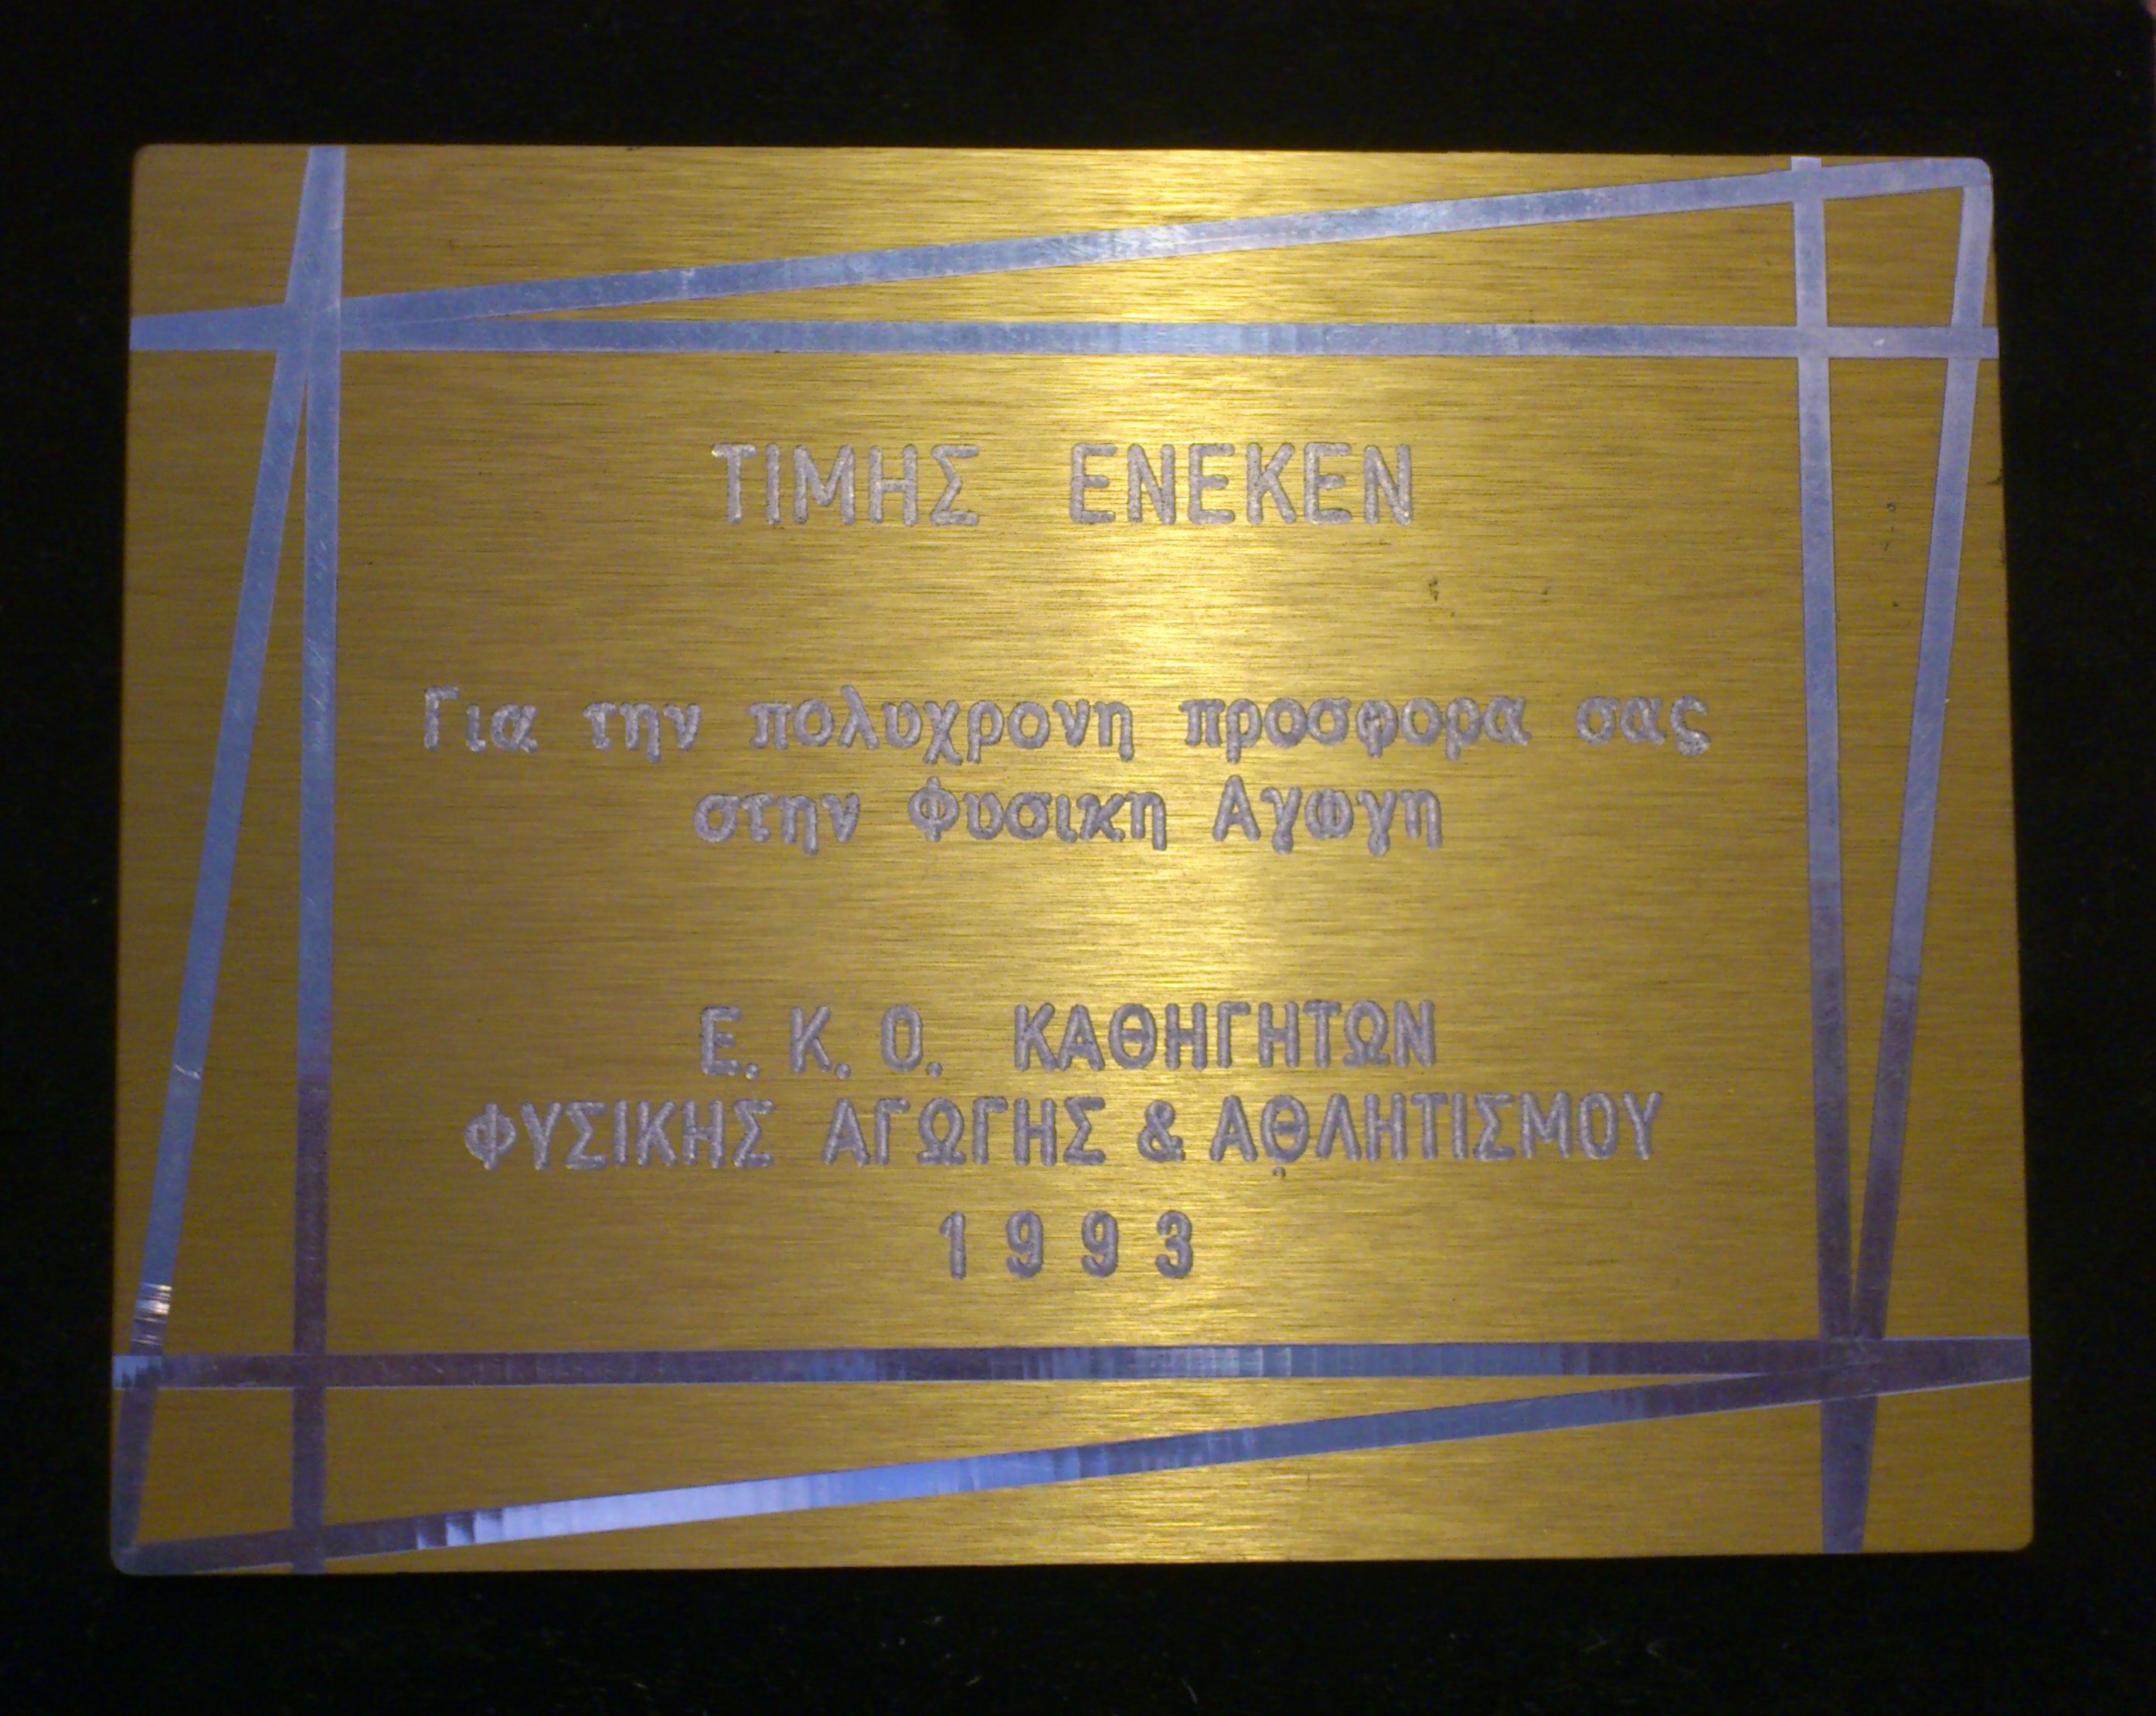 ΤΙΜΗΣ ΕΝΕΚΕΝ
Για την πολυχρονη προσφορα σας
στην Φυσικη Αγωγη
Ε. Κ. Ο. ΚΑΘΗΓΗΤΩΝ
ΦΥΣΙΚΗΣ ΑΓΩΓΗΣ & ΑΘΛΗΤΙΣΜΟΥ
1993